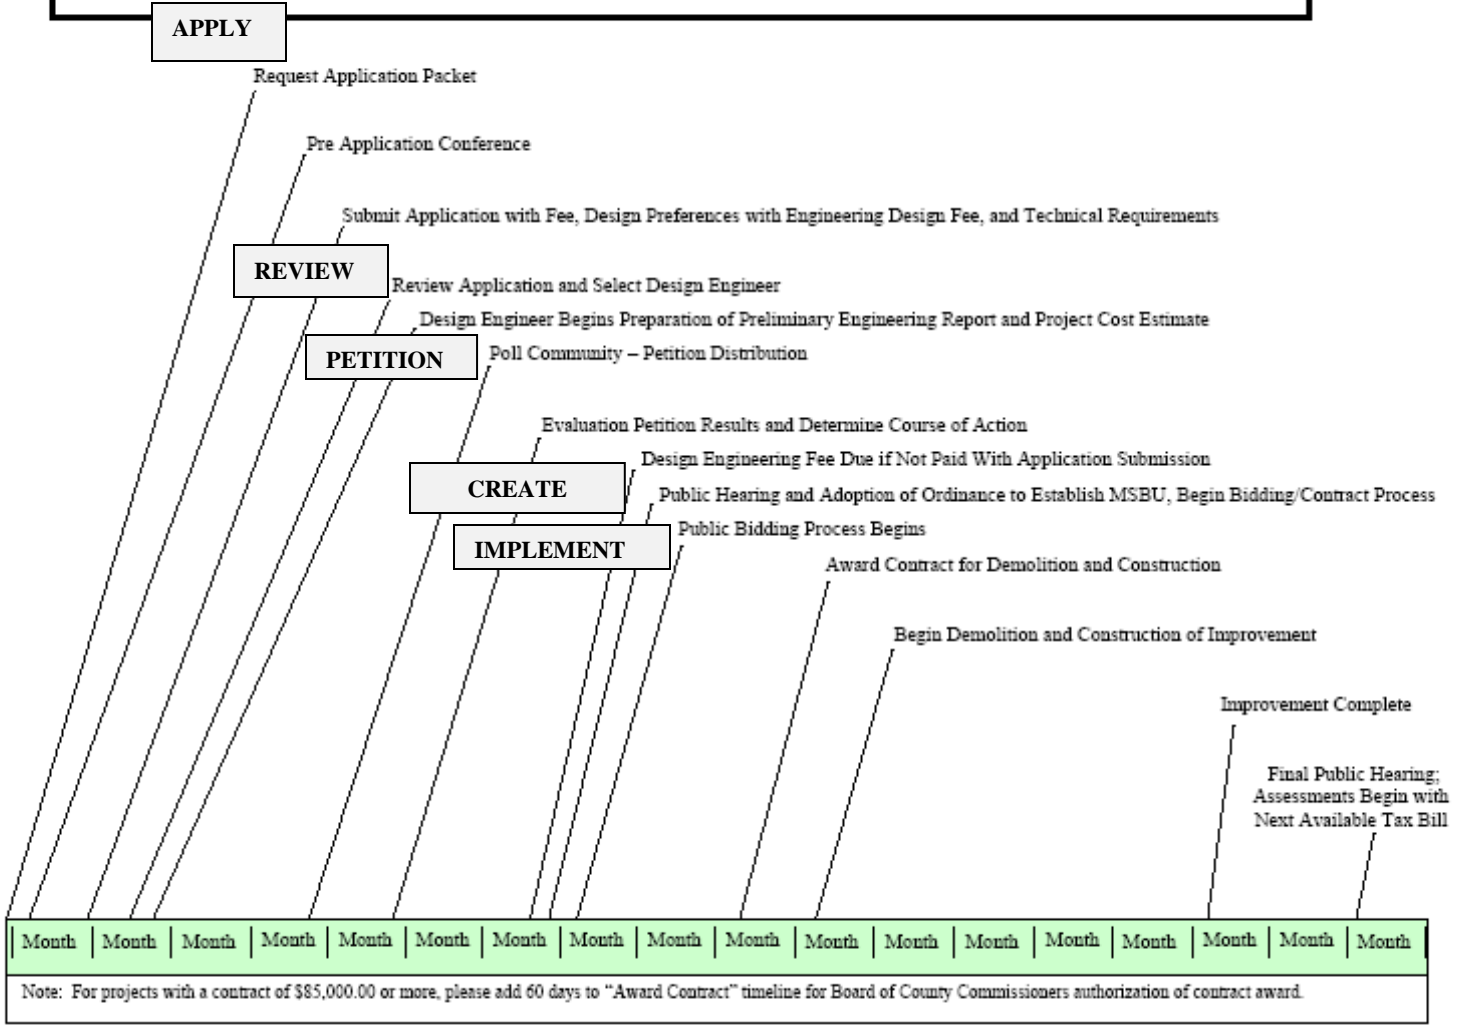 APPLY
Request Application Packet
Pre Application Conference
Submit Application with Fee, Design Preferences with Engineering Design Fee, and Technical Requirements
REVIEW
Review Application and Select Design Engineer
Design Engineer Begins Preparation of Preliminary Engineering Report and Project Cost Estimate
PETITION
Poll Community – Petition Distribution
Evaluation Petition Results and Determine Course of Action
Design Engineering Fee Due if Not Paid With Application Submission
CREATE
Public Hearing and Adoption of Ordinance to Establish MSBU, Begin Bidding/Contract Process
Public Bidding Process Begins
IMPLEMENT
Award Contract for Demolition and Construction
Begin Demolition and Construction of Improvement
Improvement Complete
Final Public Hearing;
Assessments Begin with
Next Available Tax Bill
Month Month Month Month Month Month Month Month Month Month Month Month Month Month Month Month Month Month
Note: For projects with a contract of $85,000.00 or more, please add 60 days to “Award Contract” timeline for Board of County Commissioners authorization of contract award.